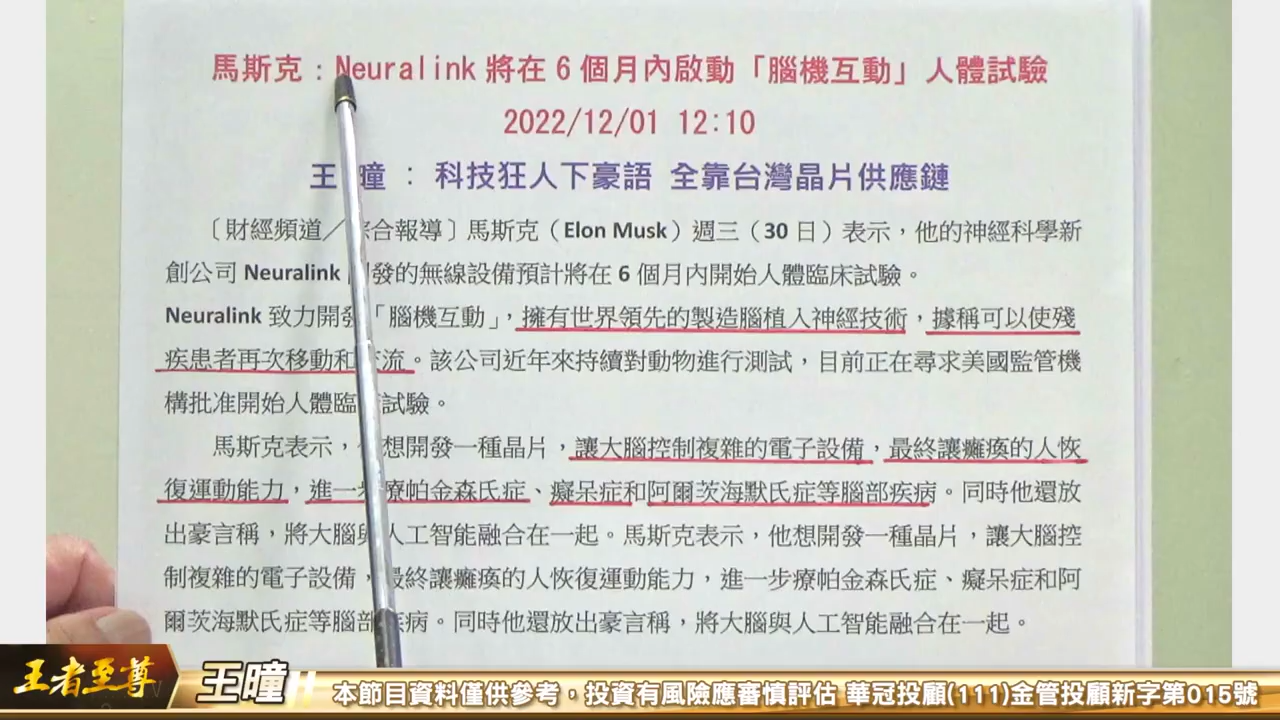 馬斯克：Neuralink 將在 6 個月內啟動「腦機互動」人體試驗
2022/12/01 12:10
王 曈 ： 科技狂人下豪語 全靠台灣晶片供應鏈
〔財經頻道／綜合報導〕馬斯克（Elon Musk）週三（30 日）表示，他的神經科學新
創公司 Neuralink 開發的無線設備預計將在 6 個月內開始人體臨床試驗。
Neuralink 致力開發「腦機互動」，擁有世界領先的製造腦植入神經技術，據稱可以使殘
疾患者再次移動和交流。該公司近年來持續對動物進行測試，目前正在尋求美國監管機
構批准開始人體臨床試驗。
馬斯克表示，他想開發一種晶片，讓大腦控制複雜的電子設備，最終讓癱瘓的人恢
復運動能力，進一步療帕金森氏症、癡呆症和阿爾茨海默氏症等腦部疾病。同時他還放
出豪言稱，將大腦與人工智能融合在一起。馬斯克表示，他想開發一種晶片，讓大腦控
制複雜的電子設備，最終讓癱瘓的人恢復運動能力，進一步療帕金森氏症、癡呆症和阿
爾茨海默氏症等腦部疾病。同時他還放出豪言稱，將大腦與人工智能融合在一起。
王者至尊 王曈 本節目資料僅供參考，投資有風險應審慎評估 華冠投顧(111)金管投顧新字第015號